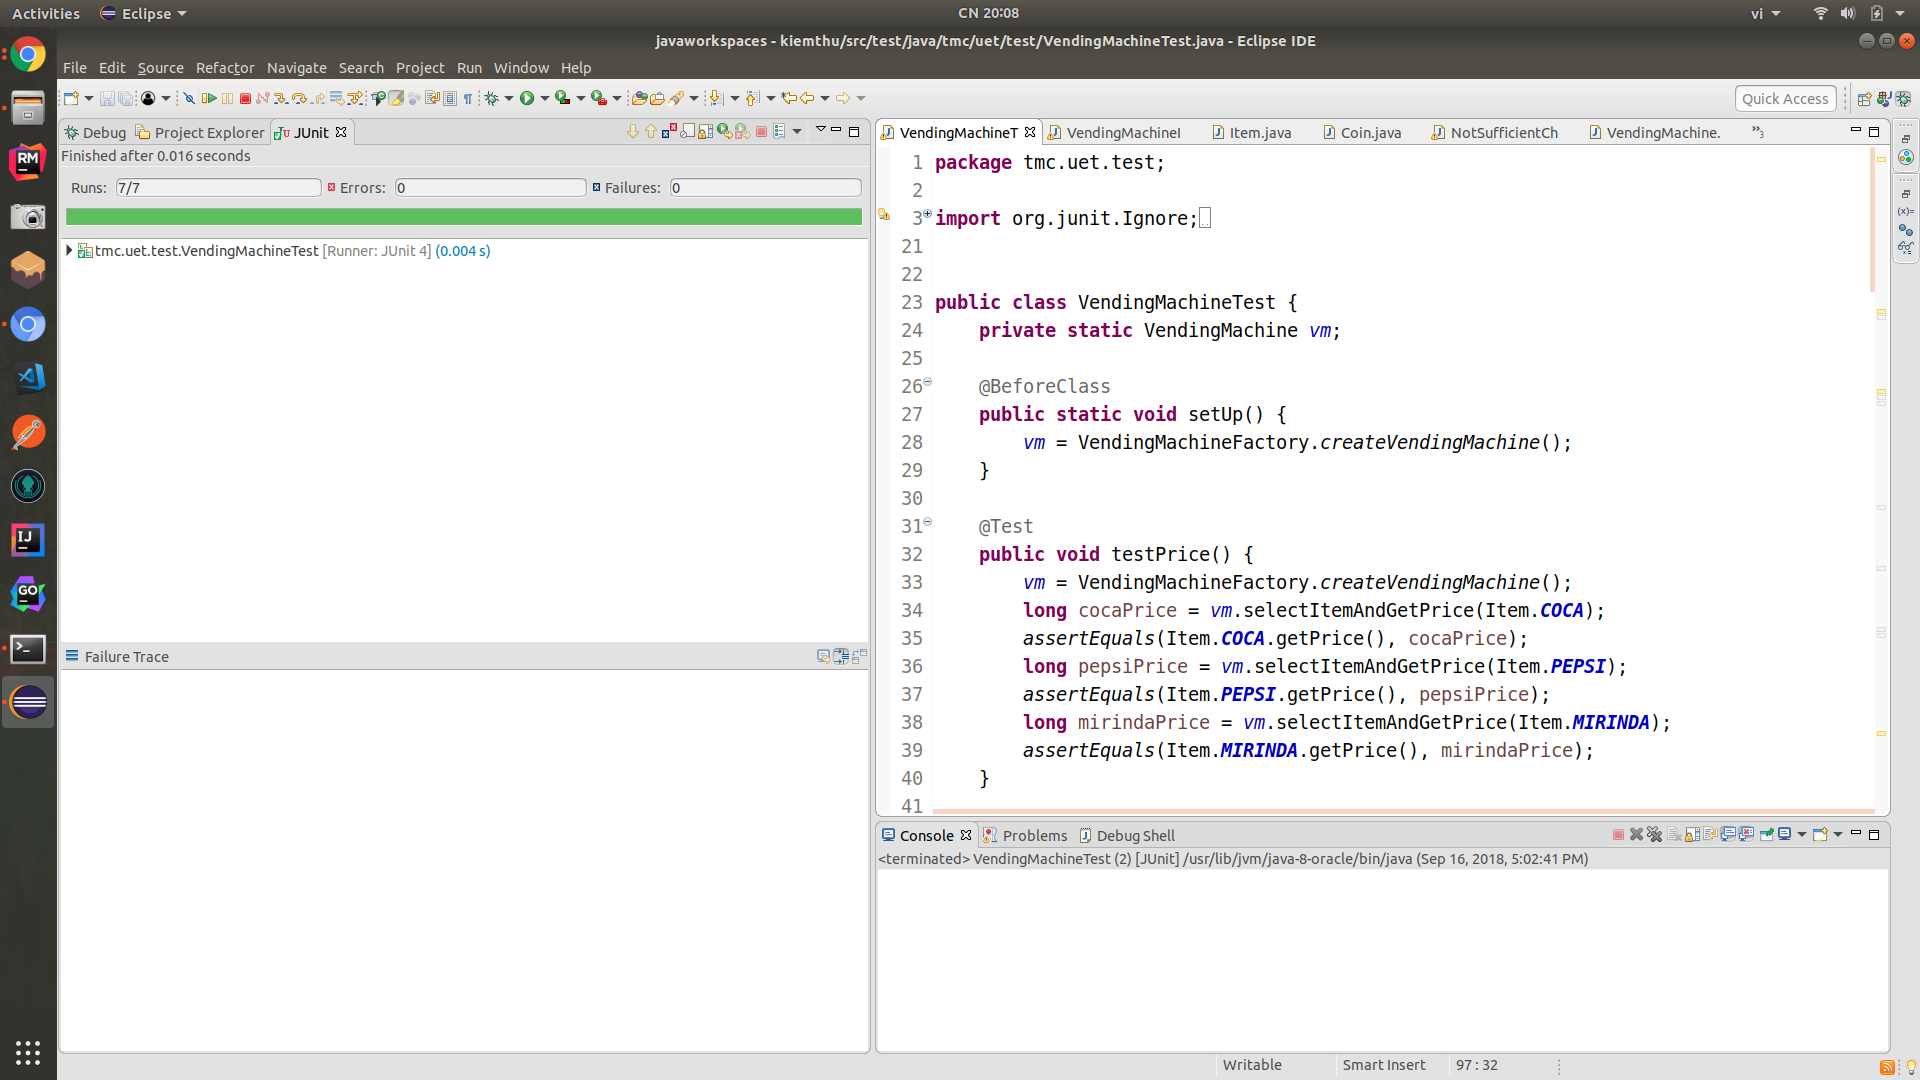 Activities Eclipse CN 20:08 vi
javaworkspaces - kiemthu/src/test/java/tmc/uet/test/VendingMachineTest.java - Eclipse IDE
File Edit Source Refactor Navigate Search Project Run Window Help
Quick Access
Debug Project Explorer JUnit
Finished after 0.016 seconds
Runs: 7/7 Errors: 0 Failures: 0
tmc.uet.test.VendingMachineTest [Runner: JUnit 4] (0.004 s)
Failure Trace
VendingMachineT VendingMachineI Item.java Coin.java NotSufficientCh VendingMachine. »3
1 package tmc.uet.test;
2
3 import org.junit.Ignore;
21
22
23 public class VendingMachineTest {
24 private static VendingMachine vm;
25
26 @BeforeClass
27 public static void setUp() {
28 vm = VendingMachineFactory.createVendingMachine();
29 }
30
31 @Test
32 public void testPrice() {
33 vm = VendingMachineFactory.createVendingMachine();
34 long cocaPrice = vm.selectItemAndGetPrice(Item.COCA);
35 assertEquals(Item.COCA.getPrice(), cocaPrice);
36 long pepsiPrice = vm.selectItemAndGetPrice(Item.PEPSI);
37 assertEquals(Item.PEPSI.getPrice(), pepsiPrice);
38 long mirindaPrice = vm.selectItemAndGetPrice(Item.MIRINDA);
39 assertEquals(Item.MIRINDA.getPrice(), mirindaPrice);
40 }
41
Console Problems Debug Shell
<terminated> VendingMachineTest (2) [JUnit] /usr/lib/jvm/java-8-oracle/bin/java (Sep 16, 2018, 5:02:41 PM)
Writable Smart Insert 97 : 32